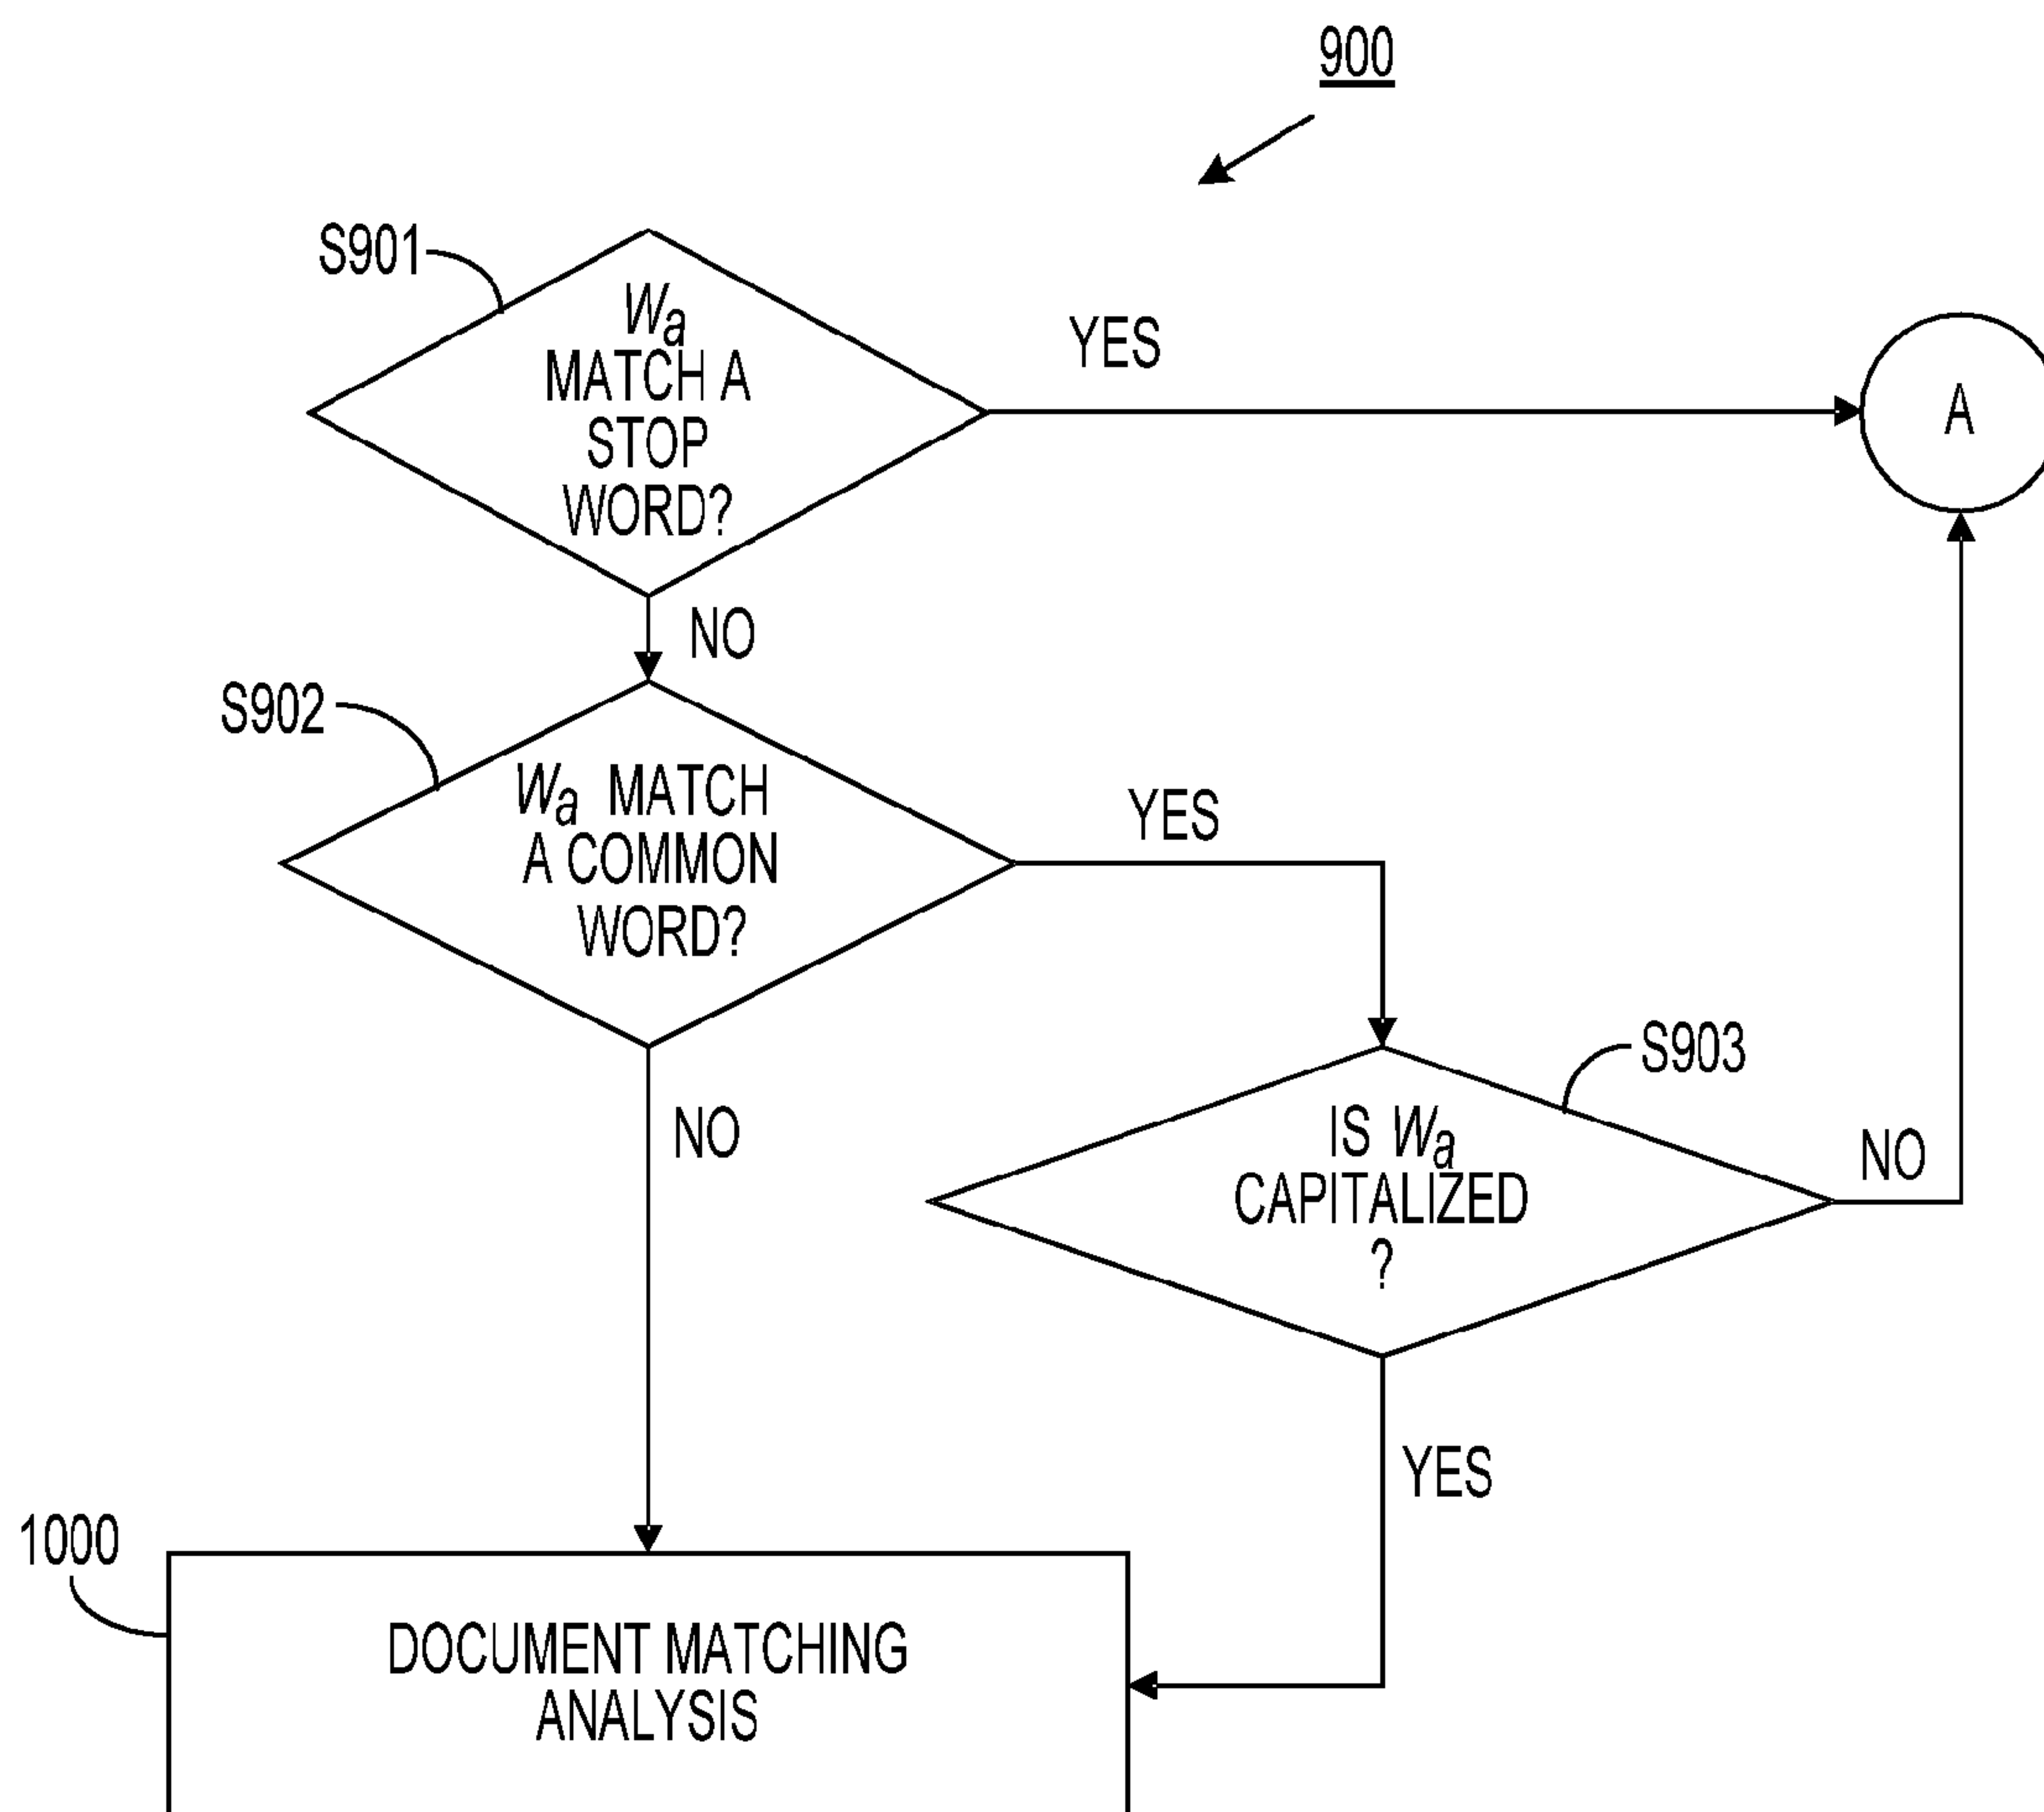 900
S901
Wa
MATCH A
STOP
WORD?
YES
A
NO
S902
Wa MATCH
A COMMON
WORD?
YES
NO
S903
IS Wa
CAPITALIZED
?
NO
YES
1000
DOCUMENT MATCHING
ANALYSIS